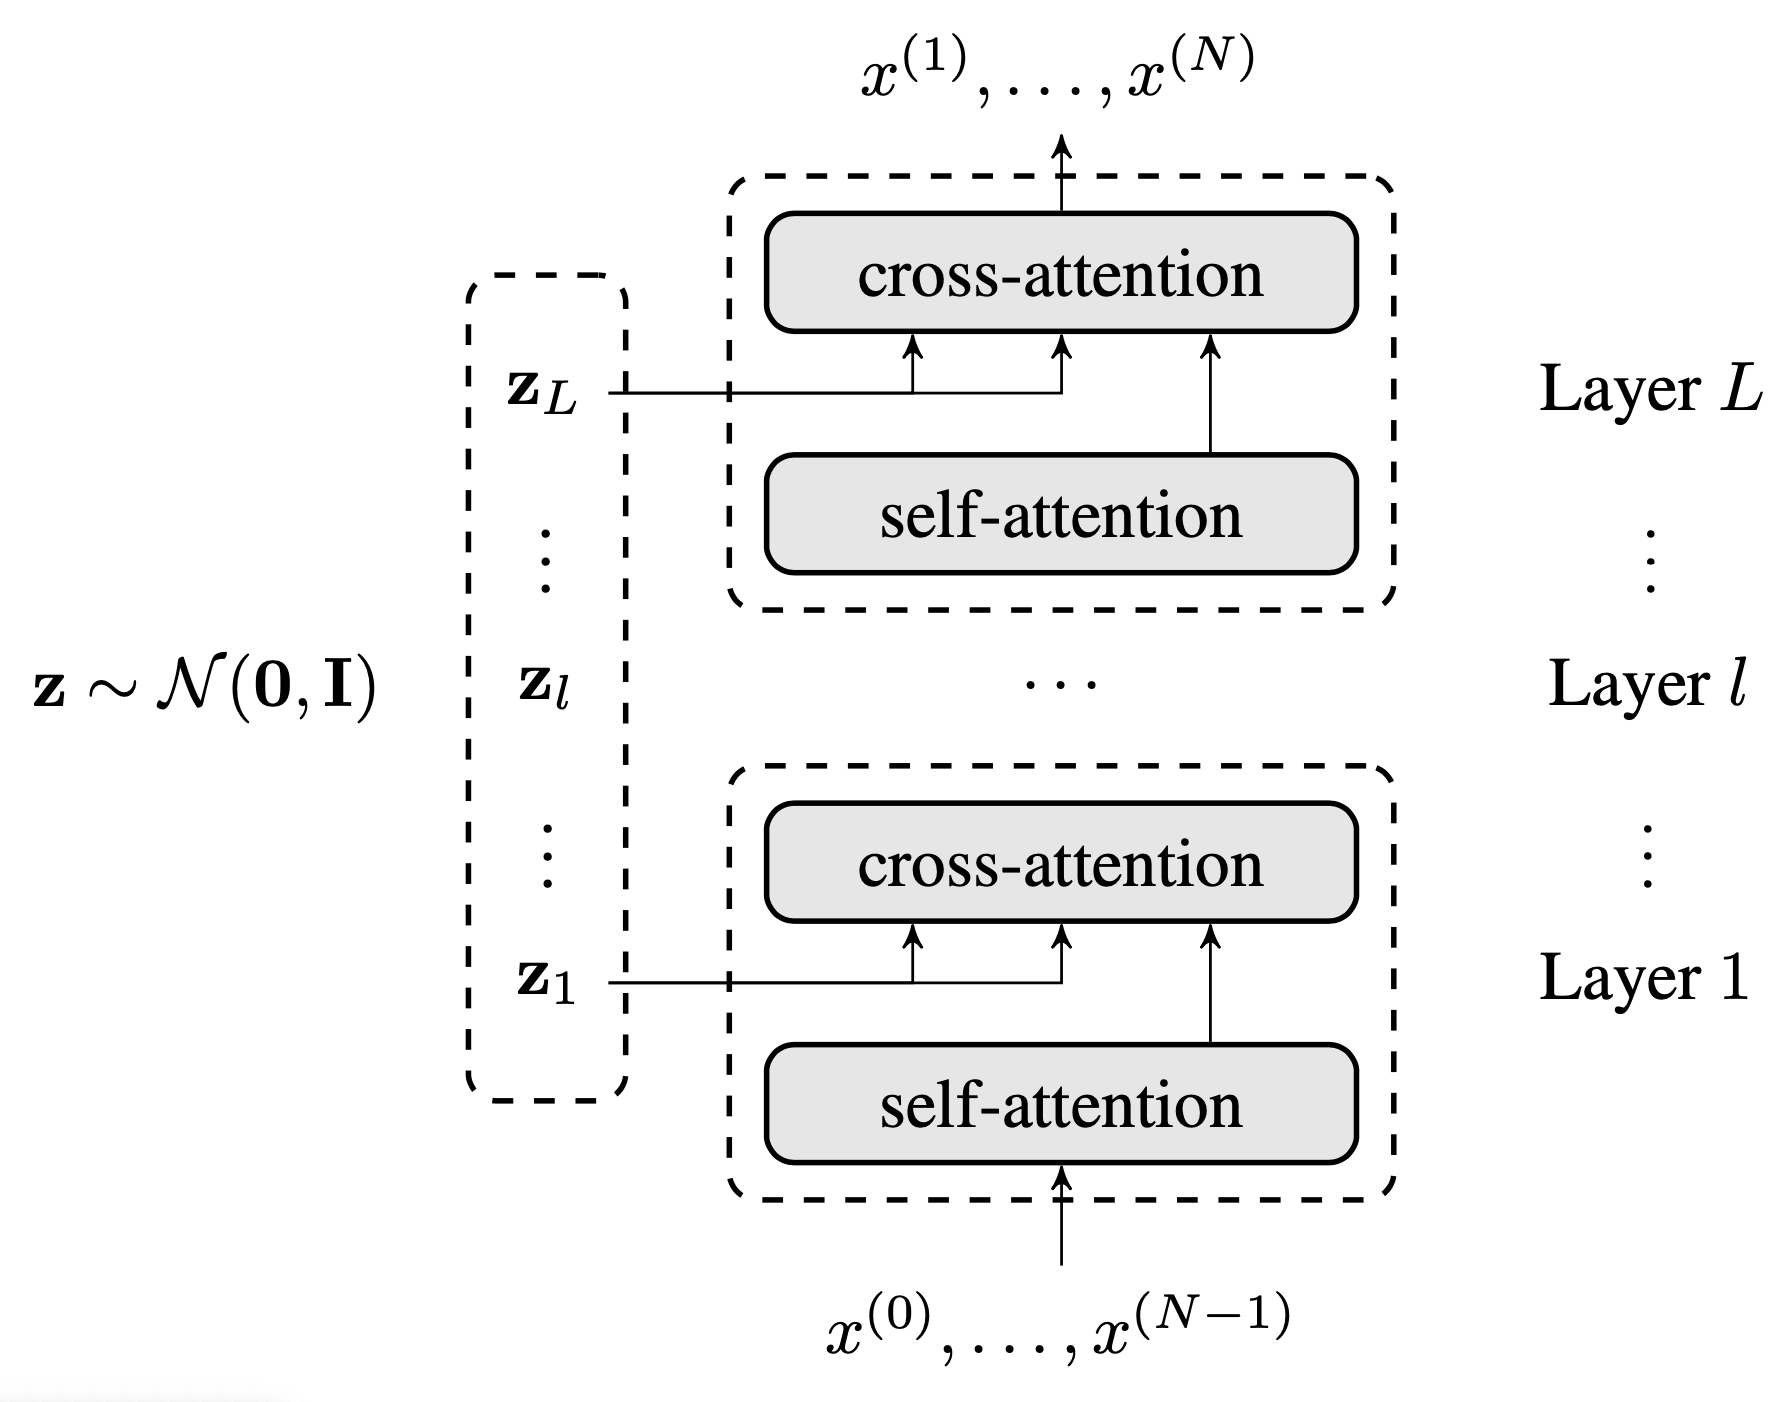 x^{(1)}, . . . , x^{(N)}
cross-attention
z_L
Layer L
self-attention
⋮
⋮
z ∼ N(0, I)
z_l
· · ·
Layer l
⋮
⋮
cross-attention
z_1
Layer 1
self-attention
x^{(0)}, . . . , x^{(N−1)}